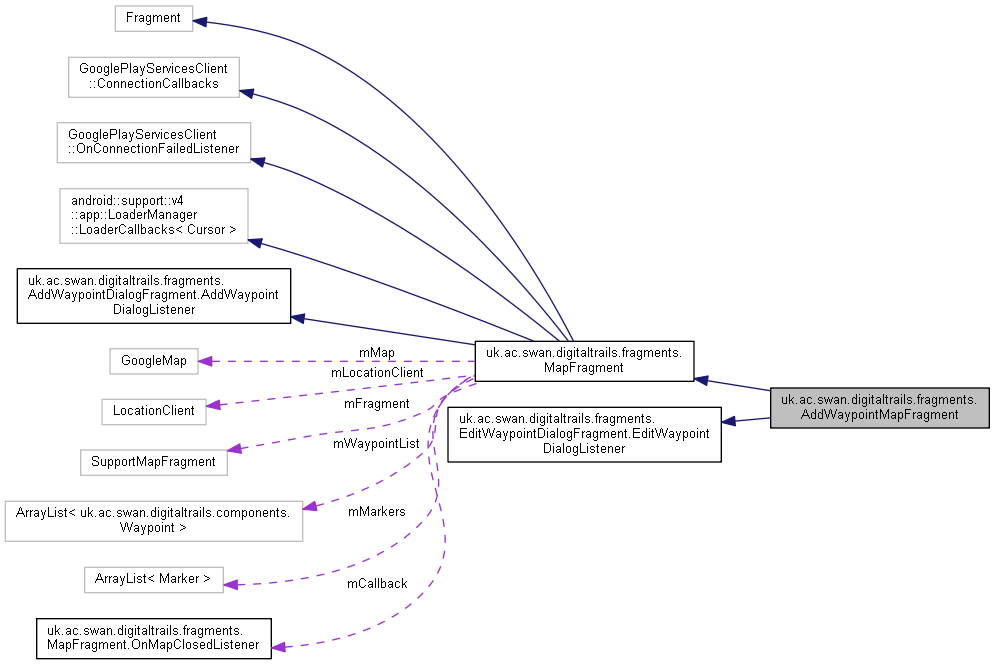 Fragment
GooglePlayServicesClient
::ConnectionCallbacks
GooglePlayServicesClient
::OnConnectionFailedListener
android::support::v4
::app::LoaderManager
::LoaderCallbacks< Cursor >
uk.ac.swan.digitaltrails.fragments.
AddWaypointDialogFragment.AddWaypoint
DialogListener
GoogleMap
LocationClient
SupportMapFragment
ArrayList< uk.ac.swan.digitaltrails.components.
Waypoint >
ArrayList< Marker >
uk.ac.swan.digitaltrails.fragments.
MapFragment.OnMapClosedListener
mMap
mLocationClient
mFragment
mWaypointList
mMarkers
mCallback
uk.ac.swan.digitaltrails.fragments.
MapFragment
uk.ac.swan.digitaltrails.fragments.
EditWaypointDialogFragment.EditWaypoint
DialogListener
uk.ac.swan.digitaltrails.fragments.
AddWaypointMapFragment